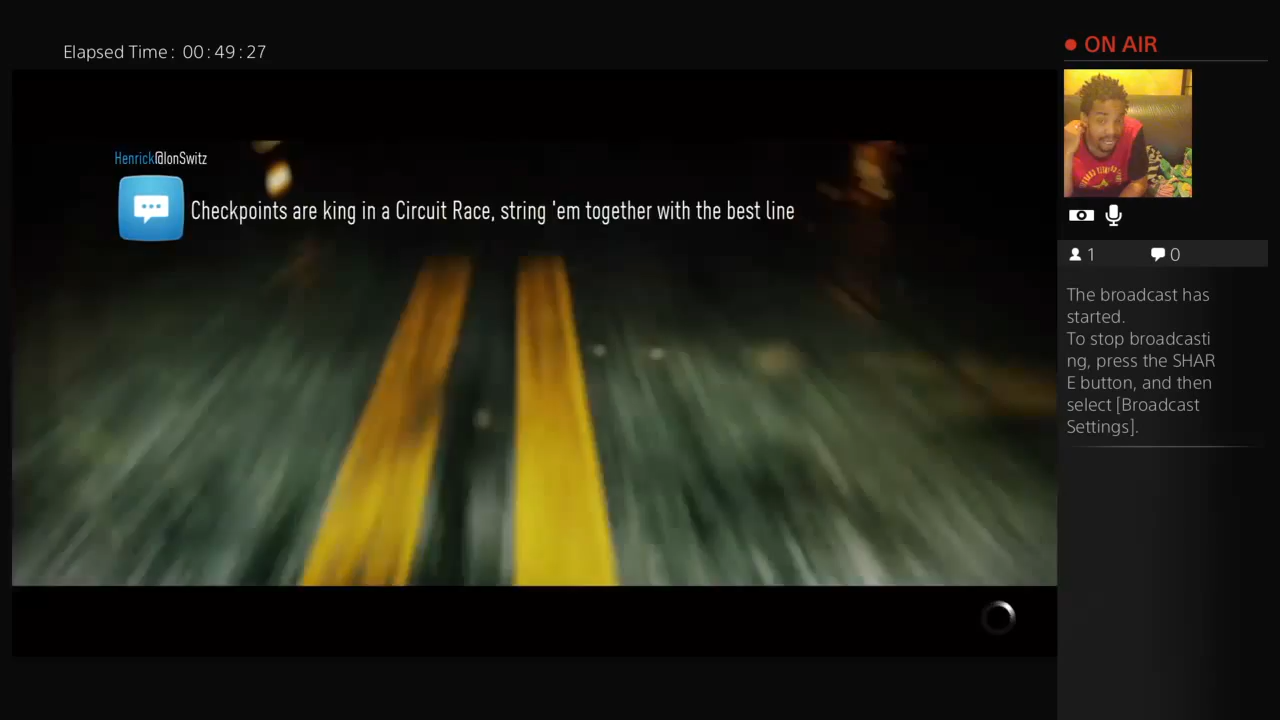 Elapsed Time: 00:49:27
ON AIR
Henrick@IonSwitz
Checkpoints are king in a Circuit Race, string 'em together with the best line
1 0
The broadcast has
started.
To stop broadcasti
ng, press the SHAR
E button, and then
select [Broadcast
Settings].